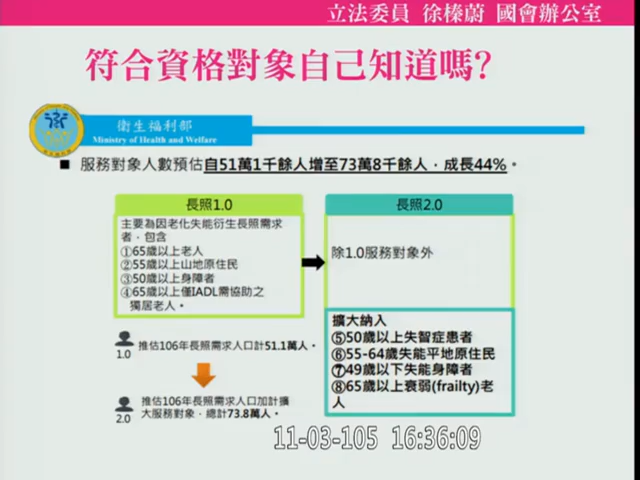 立法委員 徐榛蔚 國會辦公室
符合資格對象自己知道嗎?
衛生福利部
Ministry of Health and Welfare
■ 服務對象人數預估自51萬1千餘人增至73萬8千餘人，成長44%。
長照1.0
主要為因老化失能衍生長照需求
者，包含
①65歲以上老人
②55歲以上山地原住民
③50歲以上身障者
④65歲以上僅IADL需協助之
獨居老人。
長照2.0
除1.0服務對象外
擴大納入
⑤50歲以上失智症患者
⑥55-64歲失能平地原住民
⑦49歲以下失能身障者
⑧65歲以上衰弱(frailty)老
人
1.0
推估106年長照需求人口計51.1萬人。
2.0
推估106年長照需求人口加計擴
大服務對象，總計73.8萬人。
11-03-105 16:36:09